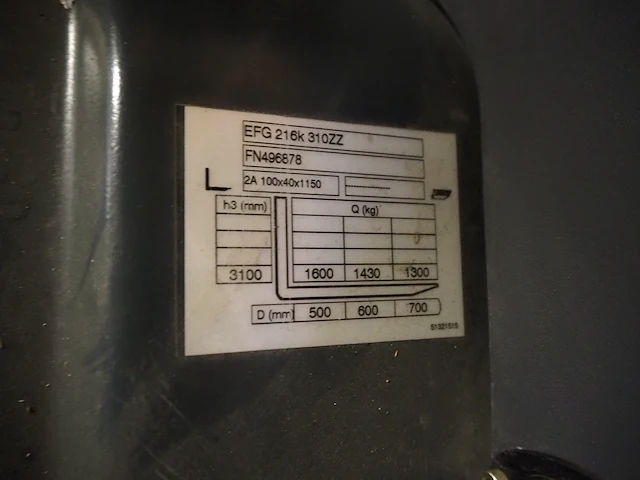 EFG 216k 310ZZ
FN496878
2A 100x40x1150
h3 (mm) Q (kg)
3100 1600 1430 1300
D (mm) 500 600 700
51321515